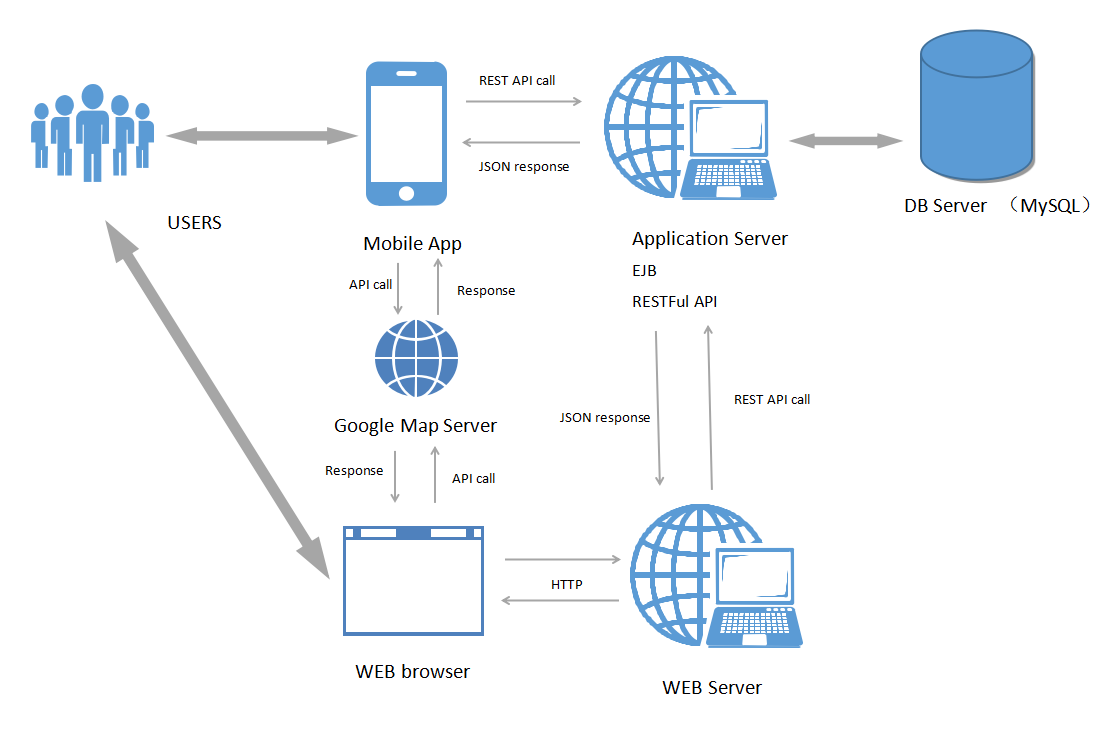 REST API call
JSON response
USERS
Mobile App
Application Server
EJB
RESTFul API
DB Server （MySQL）
API call
Response
Google Map Server
Response
API call
JSON response
REST API call
HTTP
WEB browser
WEB Server